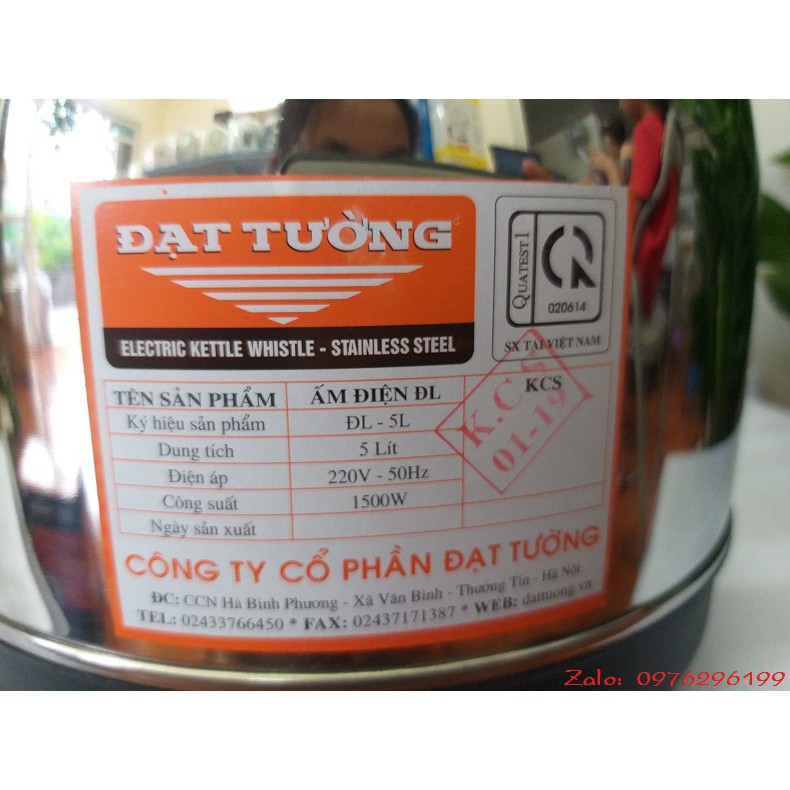 ĐẠT TƯỜNG
ELECTRIC KETTLE WHISTLE - STAINLESS STEEL
QUATEST 1
020614
SX TẠI VIỆT NAM
TÊN SẢN PHẨM ẤM ĐIỆN ĐL KCS
Ký hiệu sản phẩm ĐL - 5L
Dung tích 5 Lít
Điện áp 220V - 50Hz
Công suất 1500W
Ngày sản xuất
K.C.S
01-19
CÔNG TY CỔ PHẦN ĐẠT TƯỜNG
ĐC: CCN Hà Bình Phương - Xã Văn Bình - Thường Tín - Hà Nội
TEL: 02433766450 * FAX: 02437171387 * WEB: dattuong.vn
Zalo: 0976296199